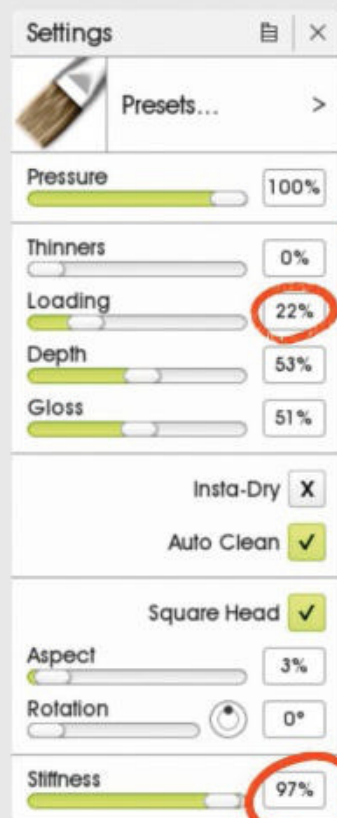 Settings
Presets... >
Pressure
100%
Thinners
0%
Loading
22%
Depth
53%
Gloss
51%
Insta-Dry X
Auto Clean ✓
Square Head ✓
Aspect
3%
Rotation
0°
Stiffness
97%